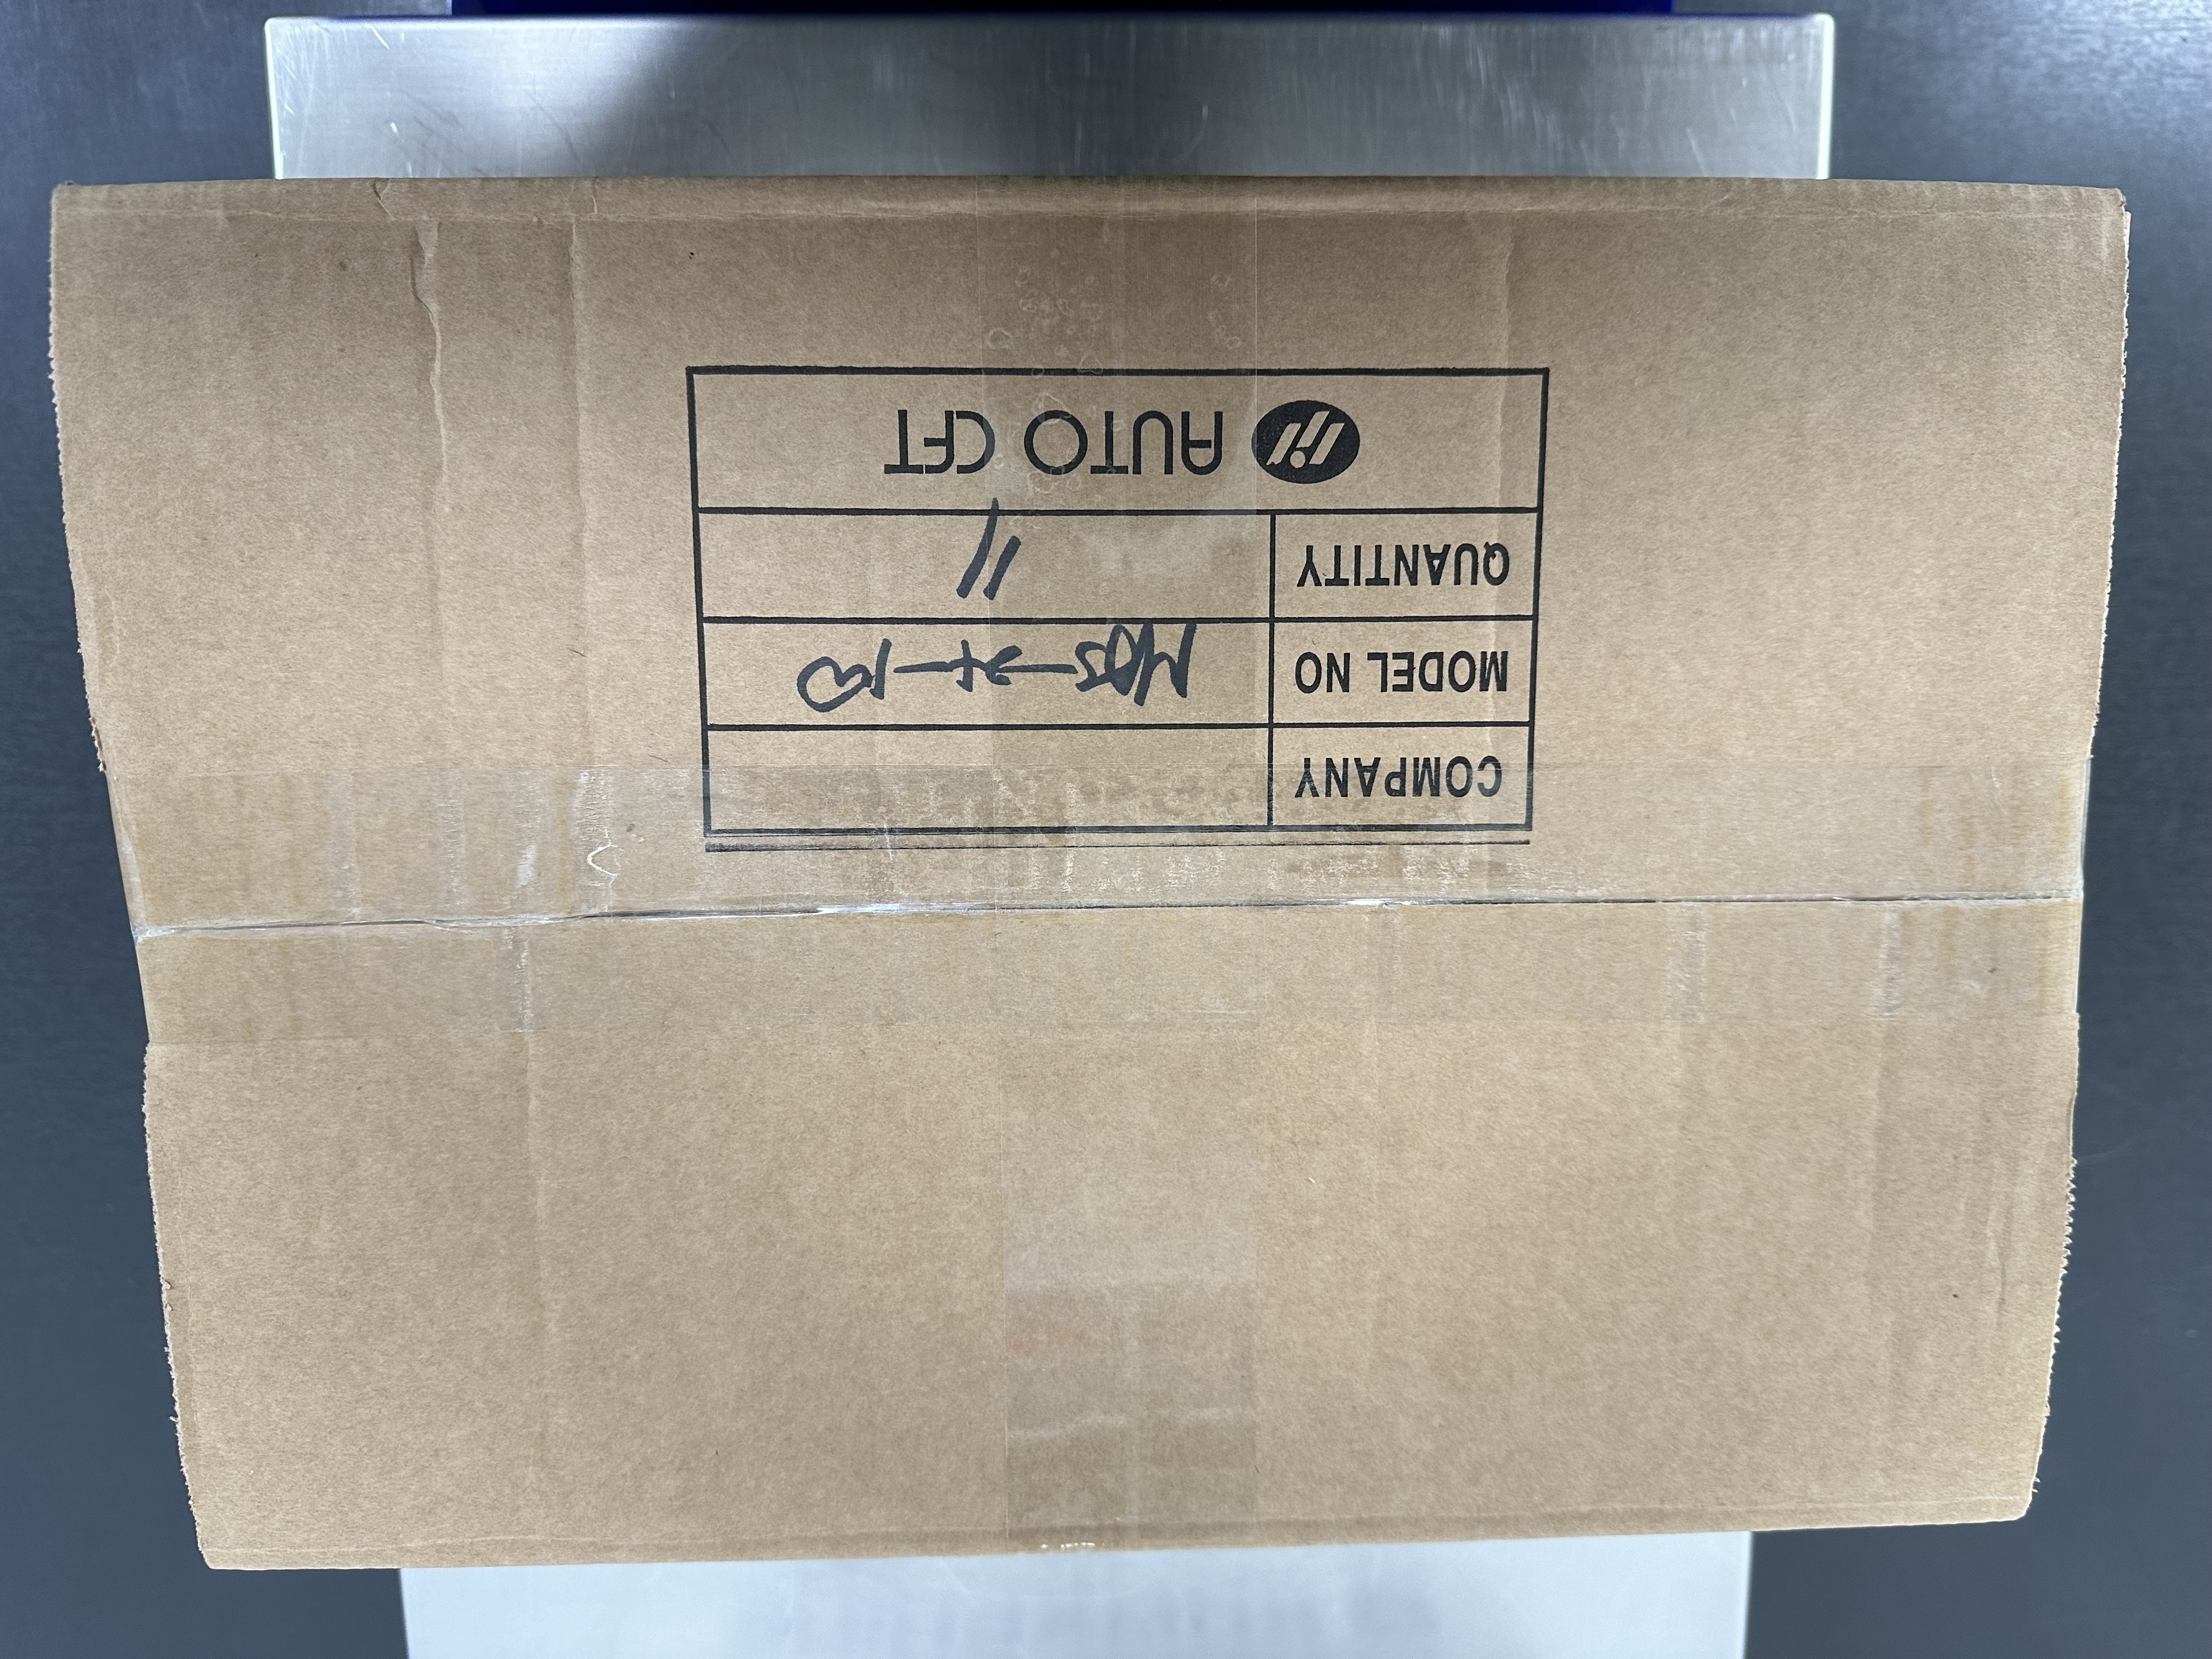 COMPANY
MODEL NO
QUANTITY 11
AUTO CFT